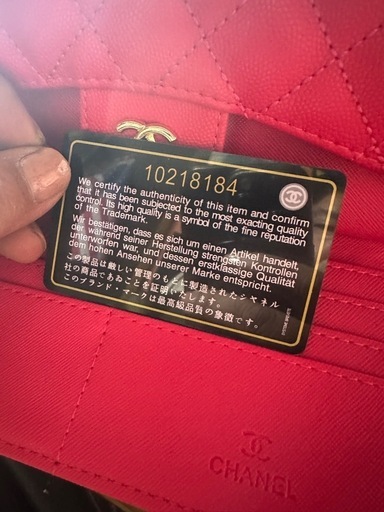 10218184
We certify the authenticity of this item and confirm
that it has been subjected to the most exacting quality
control. Its high quality is a symbol of the fine reputation
of the Trademark.
Wir bestätigen, dass es sich um einen Artikel handelt,
der während seiner Herstellung strengsten Kontrollen
unterworfen war, und dessen erstklassige Qualität
dem hohen Ansehen unserer Marke entspricht.
この製品は厳しい管理のもとに製造されたシャネル
社の商品であることを証明いたします。
このブランド・マークは最高級品質の象徴です。
CHANEL